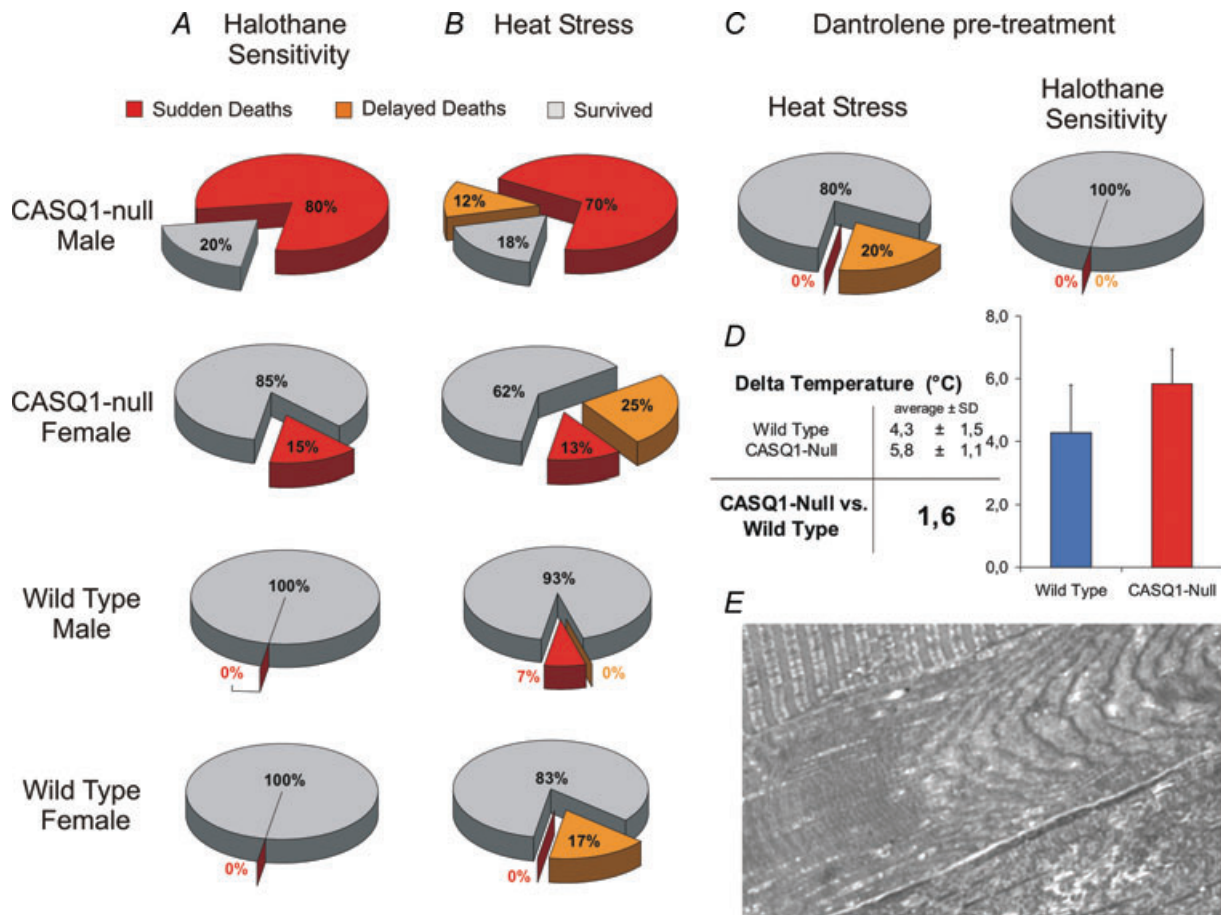 A Halothane Sensitivity
B Heat Stress
C Dantrolene pre-treatment
Sudden Deaths Delayed Deaths Survived
Heat Stress
Halothane Sensitivity
CASQ1-null Male
80%
20%
12%
70%
18%
80%
20%
0%
100%
0% 0%
CASQ1-null Female
85%
15%
62%
25%
13%
Wild Type Male
100%
0%
93%
7%
0%
Wild Type Female
100%
0%
83%
17%
0%
D
Delta Temperature (°C)
average ± SD
Wild Type 4,3 ± 1,5
CASQ1-Null 5,8 ± 1,1
CASQ1-Null vs. Wild Type 1,6
8,0
6,0
4,0
2,0
0,0
Wild Type CASQ1-Null
E